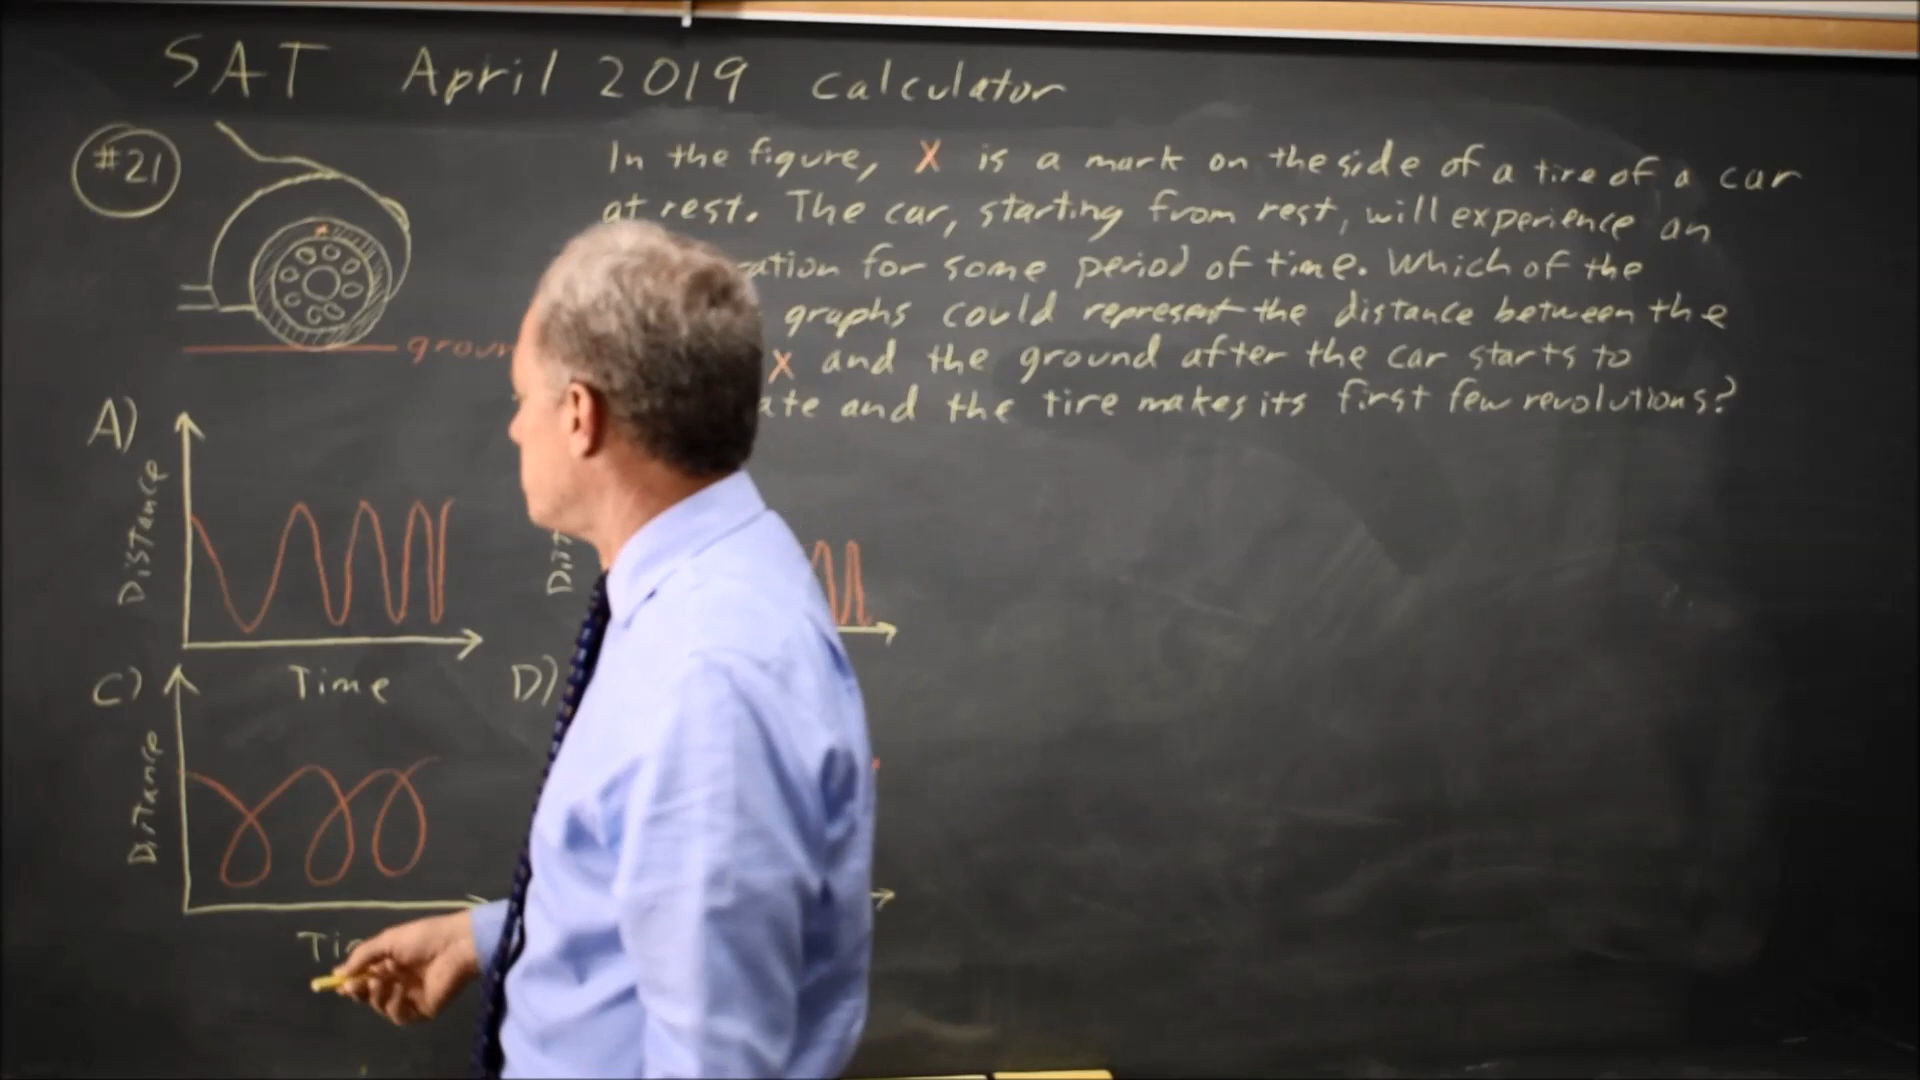 SAT April 2019 Calculator
#21
In the figure, X is a mark on the side of a tire of a car
at rest. The car, starting from rest, will experience an
for some period of time. Which of the
graphs could represent the distance between the
X and the ground after the car starts to
and the tire makes its first few revolutions?
A)
Distance
Time
C)
Distance
D)